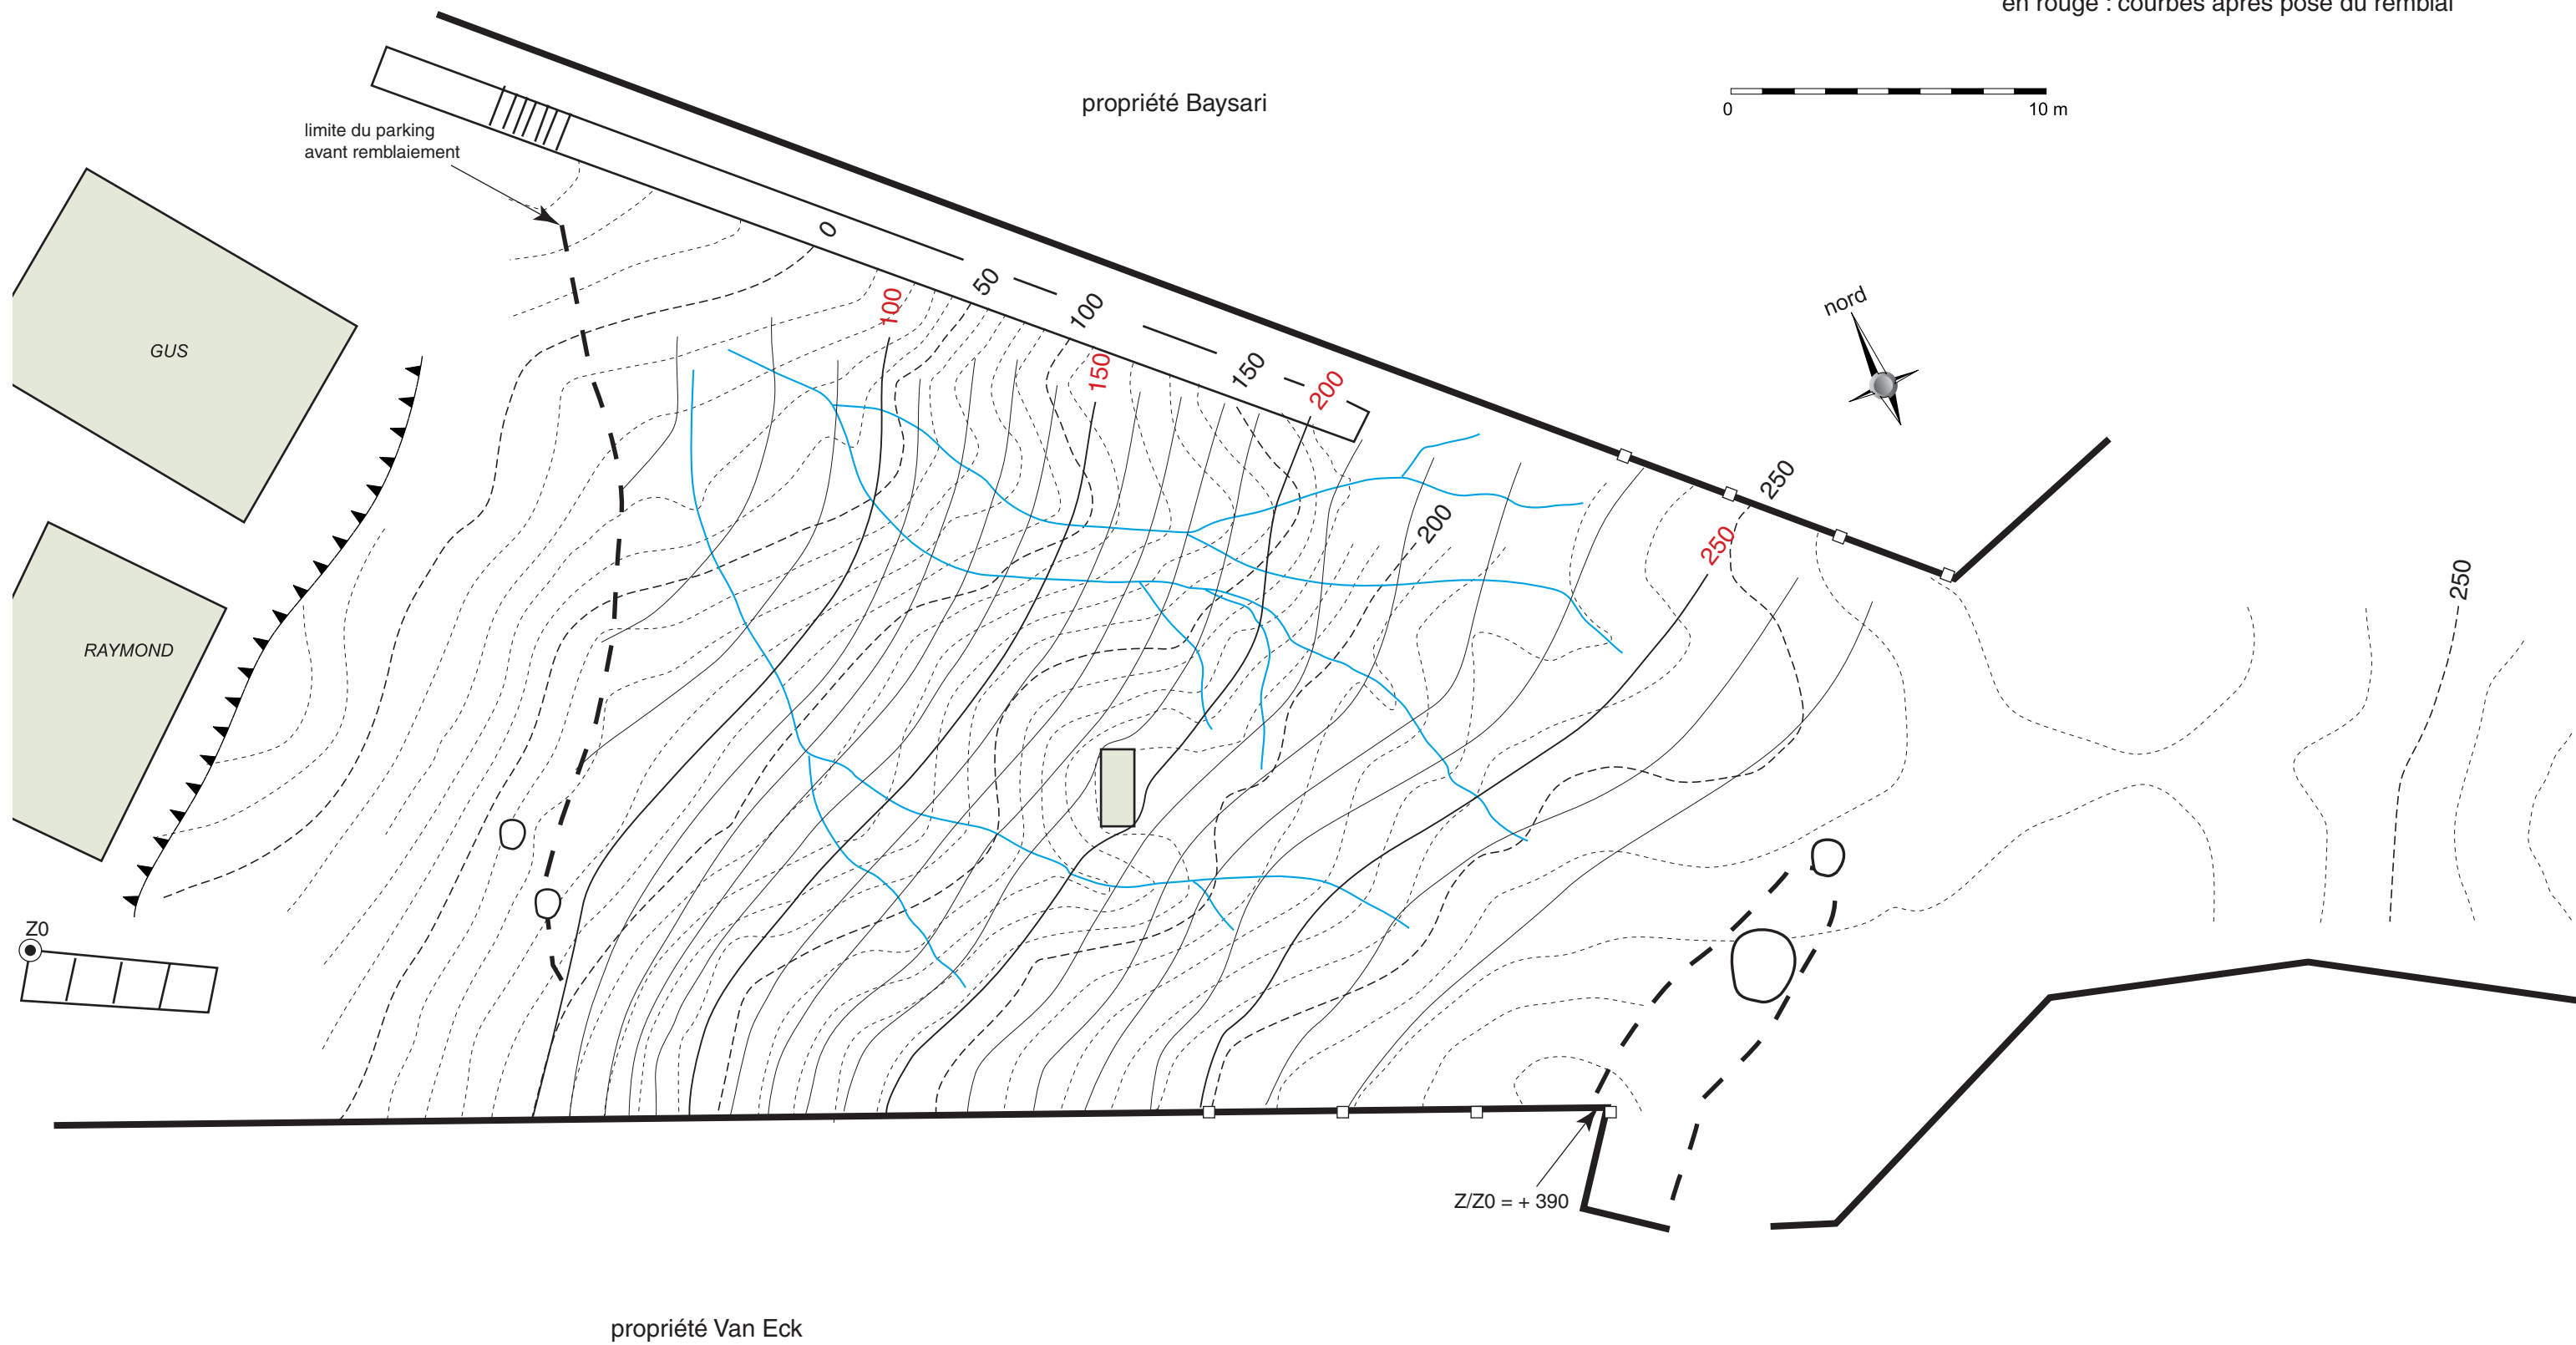 en rouge : courbes après pose du remblai
propriété Baysari
0
10 m
limite du parking
avant remblaiement
0
50
100
100
150
150
200
nord
GUS
250
200
250
250
RAYMOND
Z0
Z/Z0 = + 390
propriété Van Eck